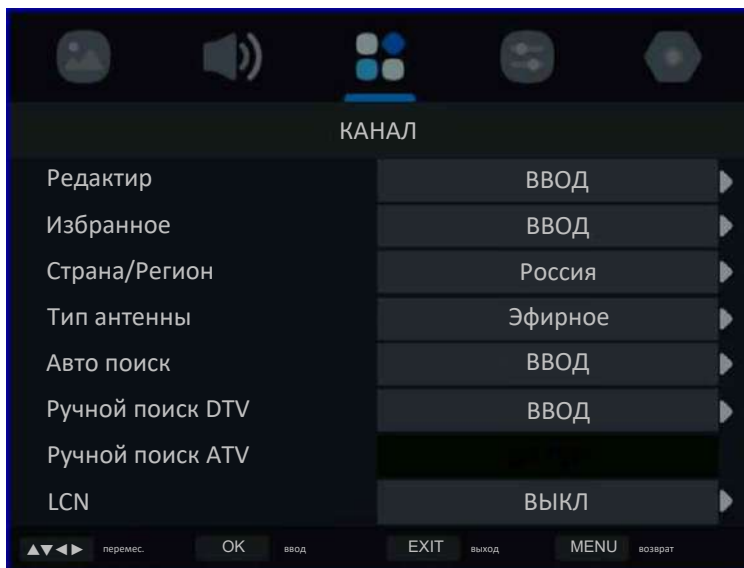 КАНАЛ
Редактир ВВОД
Избранное ВВОД
Страна/Регион Россия
Тип антенны Эфирное
Авто поиск ВВОД
Ручной поиск DTV ВВОД
Ручной поиск ATV
LCN ВЫКЛ
▲▼◄► перемес. OK ввод EXIT выход MENU возврат